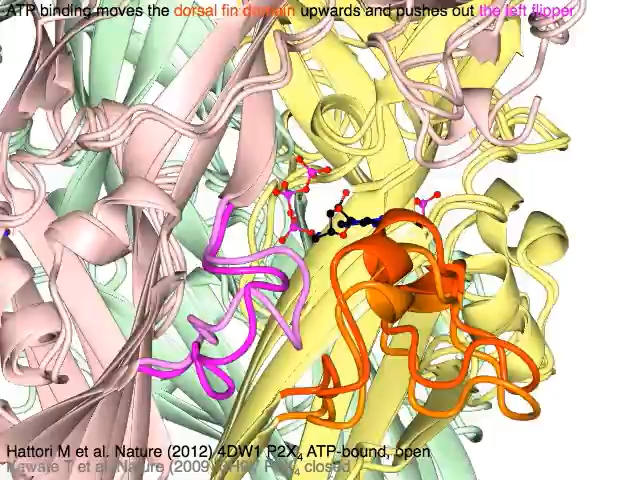 ATP binding moves the dorsal fin domain upwards and pushes out the left flipper
Hattori M et al. Nature (2012) 4DW1 P2X4 ATP-bound, open
Kawate T et al. Nature (2009) P2X4 closed